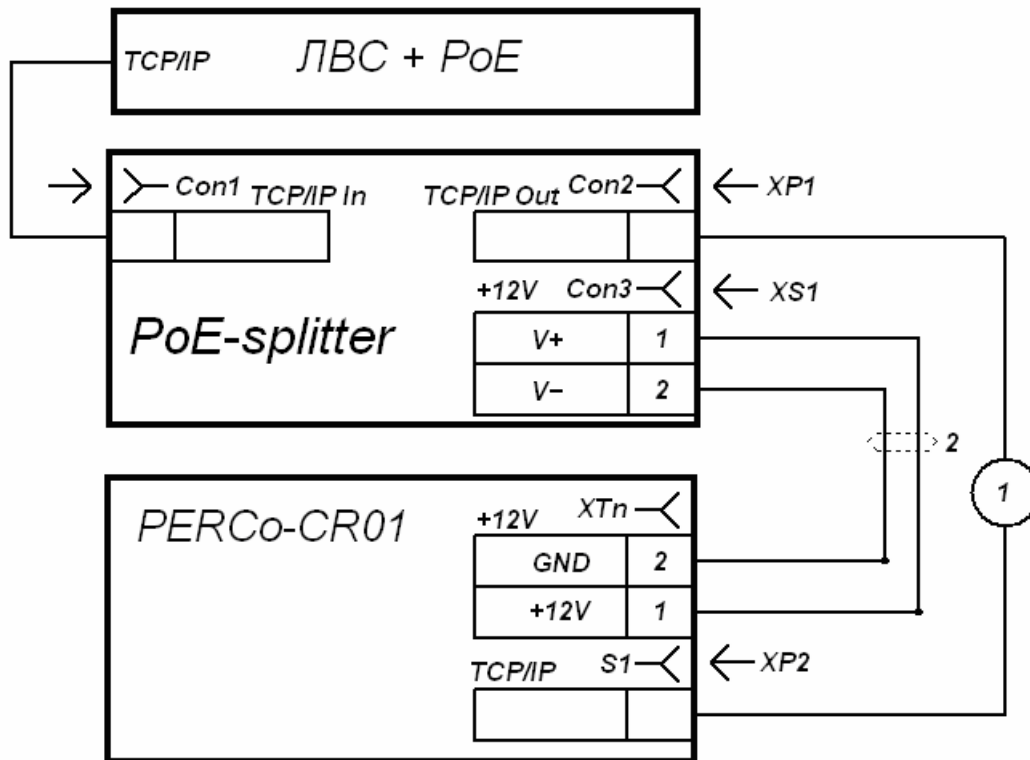 TCP/IP ЛВС + PoE
Con1 TCP/IP In TCP/IP Out Con2 XP1
+12V Con3 XS1
PoE-splitter V+ 1
V– 2
2
1
PERCo-CR01 +12V XTn
GND 2
+12V 1
TCP/IP S1 XP2